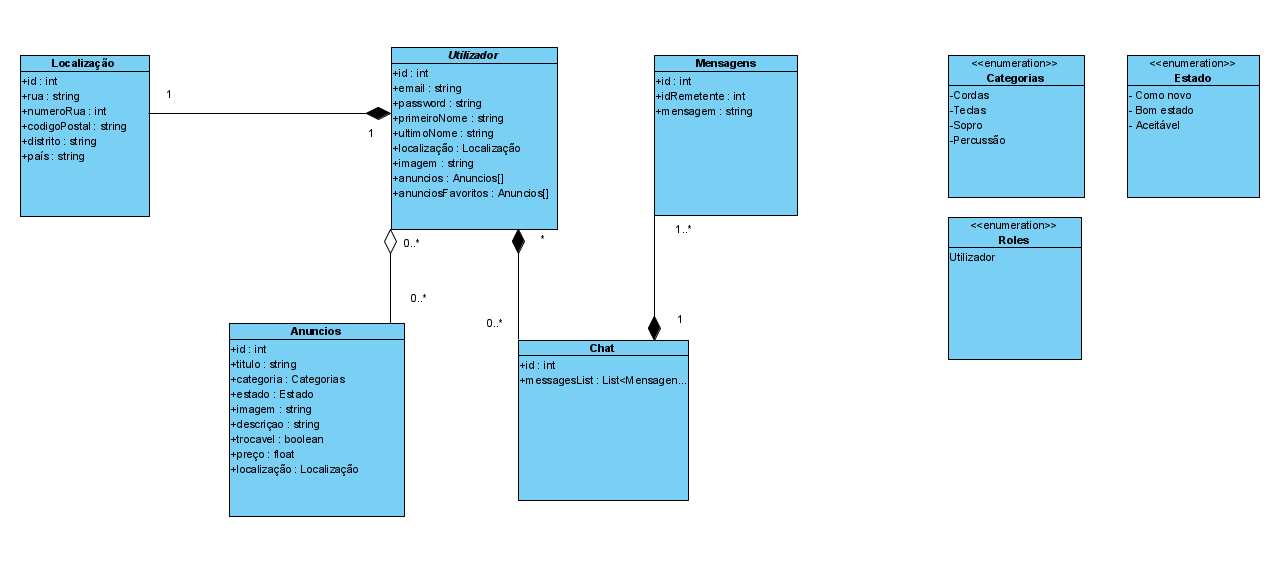 Localização
+id : int
+rua : string
+numeroRua : int
+codigoPostal : string
+distrito : string
+país : string
1
1
Utilizador
+id : int
+email : string
+password : string
+primeiroNome : string
+ultimoNome : string
+localização : Localização
+imagem : string
+anuncios : Anuncios[]
+anunciosFavoritos : Anuncios[]
0..*
0..*
*
0..*
Mensagens
+id : int
+idRemetente : int
+mensagem : string
1..*
1
Anuncios
+id : int
+titulo : string
+categoria : Categorias
+estado : Estado
+imagem : string
+descriçao : string
+trocavel : boolean
+preço : float
+localização : Localização
Chat
+id : int
+messagesList : List<Mensagen...
<<enumeration>>
Categorias
-Cordas
-Teclas
-Sopro
-Percussão
<<enumeration>>
Estado
- Como novo
- Bom estado
- Aceitável
<<enumeration>>
Roles
Utilizador